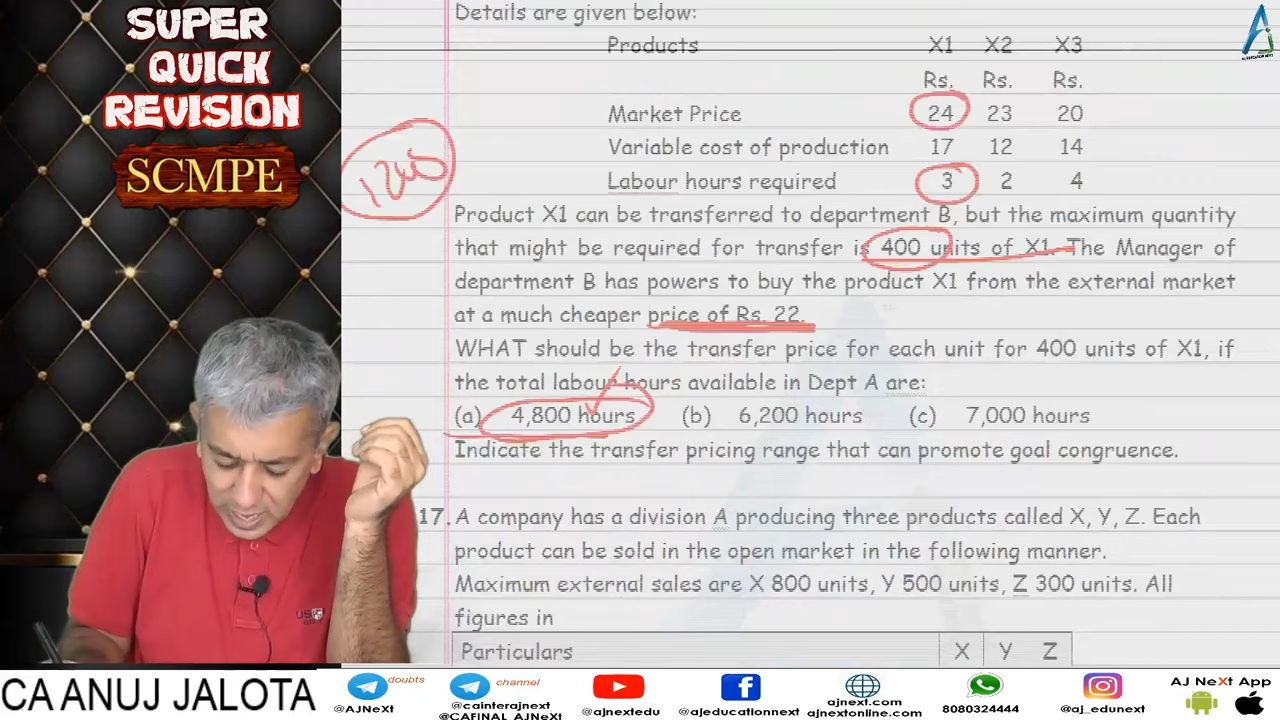 SUPER
QUICK
REVISION
SCMPE
1200
Details are given below:
Products X1 X2 X3
Rs. Rs. Rs.
Market Price 24 23 20
Variable cost of production 17 12 14
Labour hours required 3 2 4
Product X1 can be transferred to department B, but the maximum quantity
that might be required for transfer is 400 units of X1. The Manager of
department B has powers to buy the product X1 from the external market
at a much cheaper price of Rs. 22.
WHAT should be the transfer price for each unit for 400 units of X1, if
the total labour hours available in Dept A are:
(a) 4,800 hours (b) 6,200 hours (c) 7,000 hours
Indicate the transfer pricing range that can promote goal congruence.
17. A company has a division A producing three products called X, Y, Z. Each
product can be sold in the open market in the following manner.
Maximum external sales are X 800 units, Y 500 units, Z 300 units. All
figures in
Particulars X Y Z
CA ANUJ JALOTA
doubts
@AJNeXt
channel
@cainterajnext
@CAFINAL_AJNeXt
@ajnextedu
@ajeducationnext
ajnext.com
ajnextonline.com
8080324444
@aj_edunext
AJ NeXt App